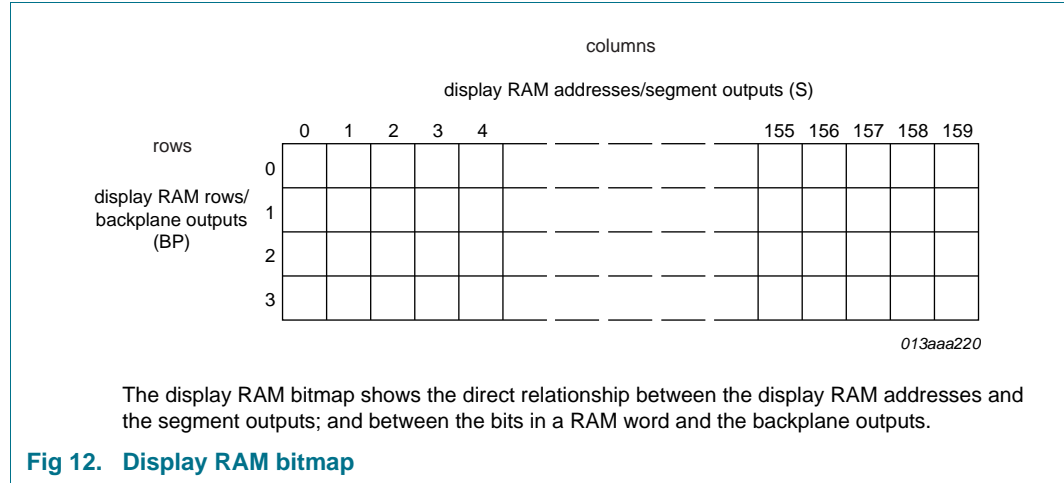 columns
display RAM addresses/segment outputs (S)
0 1 2 3 4 155 156 157 158 159
rows
0
display RAM rows/
backplane outputs
(BP)
1
2
3
013aaa220
The display RAM bitmap shows the direct relationship between the display RAM addresses and
the segment outputs; and between the bits in a RAM word and the backplane outputs.
Fig 12. Display RAM bitmap